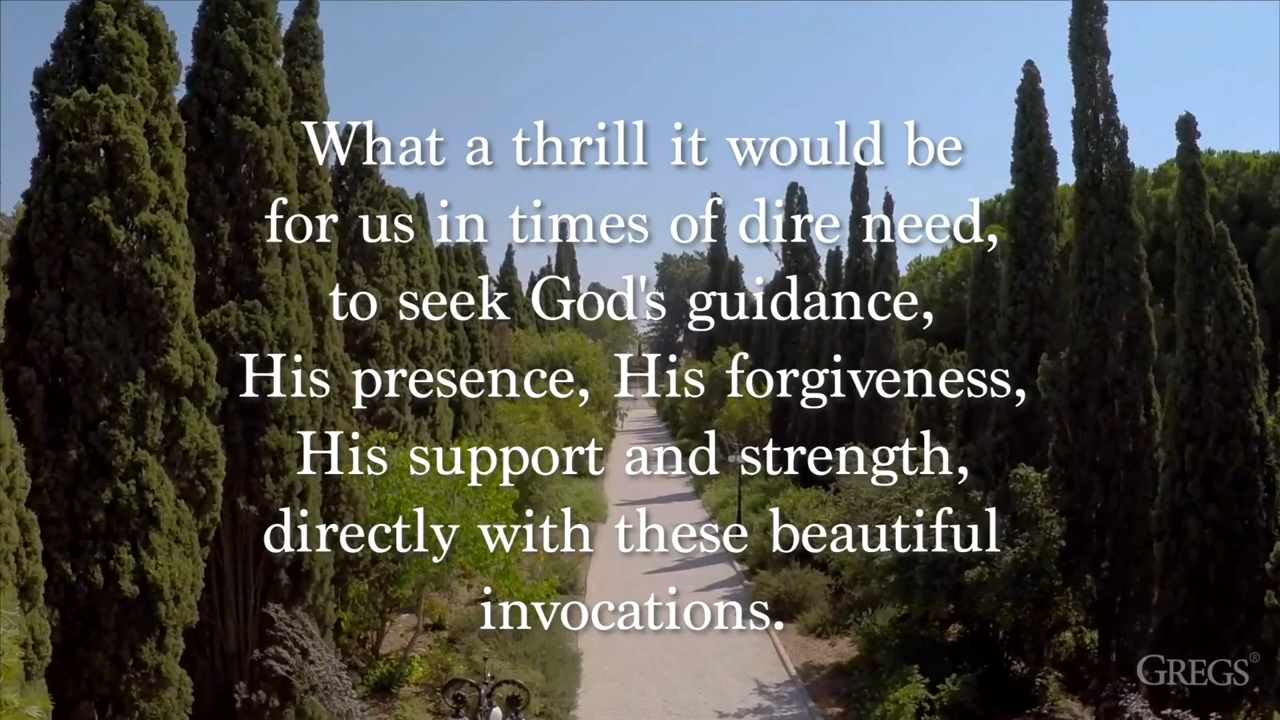 What a thrill it would be
for us in times of dire need,
to seek God's guidance,
His presence, His forgiveness,
His support and strength,
directly with these beautiful
invocations.
GREGS®